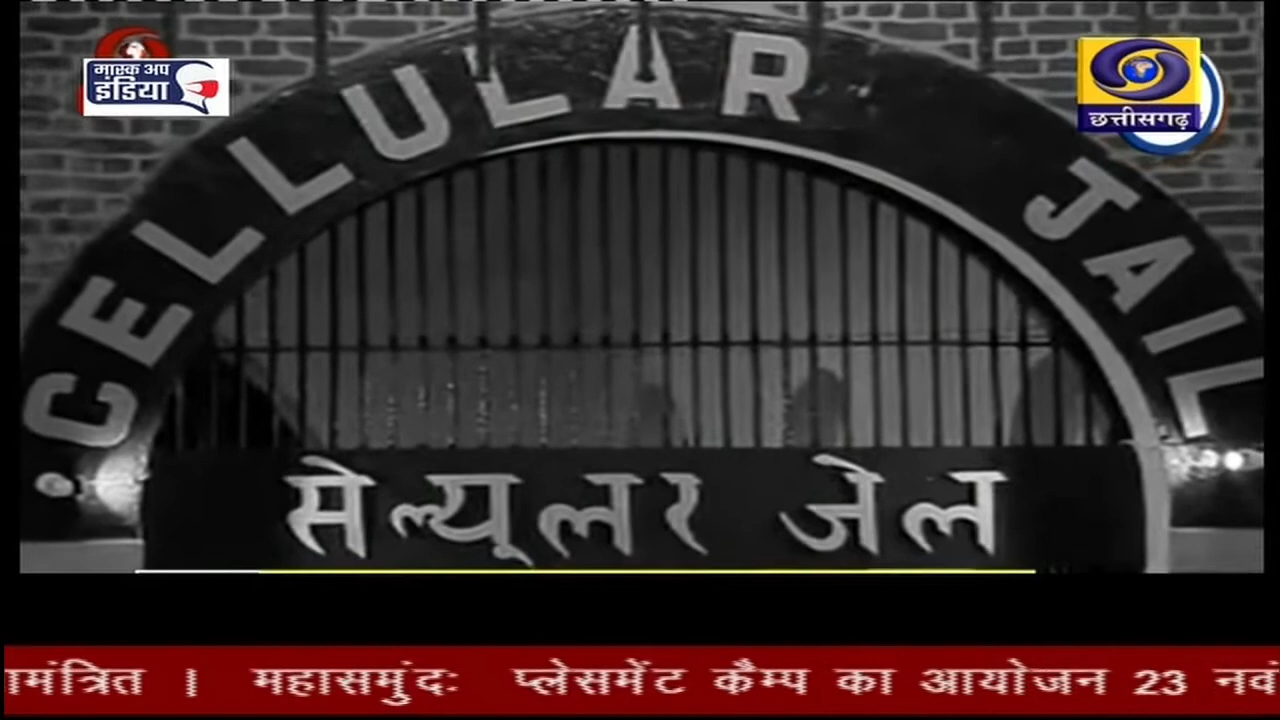 मास्क अप
इंडिया
छत्तीसगढ़
CELLULAR JAIL
सेल्यूलर जेल
ामंत्रित । महासमुंदः प्लेसमेंट कैम्प का आयोजन 23 नवं